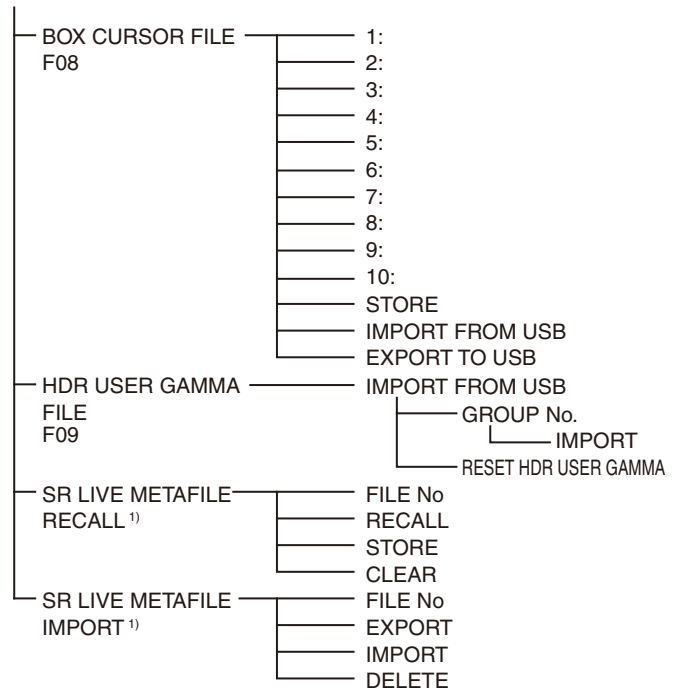 BOX CURSOR FILE
F08
1:
2:
3:
4:
5:
6:
7:
8:
9:
10:
STORE
IMPORT FROM USB
EXPORT TO USB
HDR USER GAMMA
FILE
F09
IMPORT FROM USB
GROUP No.
IMPORT
RESET HDR USER GAMMA
SR LIVE METAFILE
RECALL 1)
FILE No
RECALL
STORE
CLEAR
SR LIVE METAFILE
IMPORT 1)
FILE No
EXPORT
IMPORT
DELETE